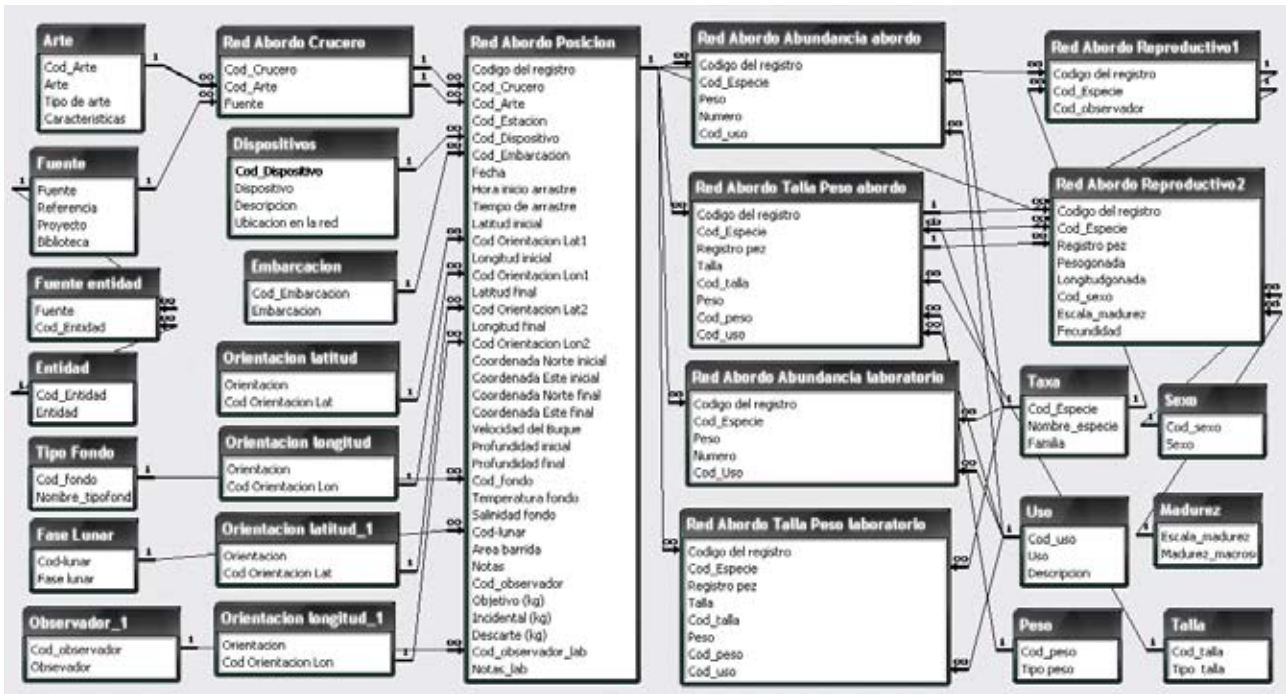 Arte
Cod_Arte
Arte
Tipo de arte
Caracteristicas
Fuente
Fuente
Referencia
Proyecto
Biblioteca
Fuente entidad
Fuente
Cod_Entidad
Entidad
Cod_Entidad
Entidad
Tipo Fondo
Cod_fondo
Nombre_tipofond
Fase Lunar
Cod-lunar
Fase lunar
Observador_1
Cod_observador
Observador
Red Abordo Crucero
Cod_Crucero
Cod_Arte
Fuente
Dispositivos
Cod_Dispositivo
Dispositivo
Descripcion
Ubicacion en la red
Embarcacion
Cod_Embarcacion
Embarcacion
Orientacion latitud
Orientacion
Cod Orientacion Lat
Orientacion longitud
Orientacion
Cod Orientacion Lon
Orientacion latitud_1
Orientacion
Cod Orientacion Lat
Orientacion longitud_1
Orientacion
Cod Orientacion Lon
Red Abordo Posicion
Codigo del registro
Cod_Crucero
Cod_Arte
Cod_Estacion
Cod_Dispositivo
Cod_Embarcacion
Fecha
Hora inicio arrastre
Tiempo de arrastre
Latitud inicial
Cod Orientacion Lat1
Longitud inicial
Cod Orientacion Lon1
Latitud final
Cod Orientacion Lat2
Longitud final
Cod Orientacion Lon2
Coordenada Norte inicial
Coordenada Este inicial
Coordenada Norte final
Coordenada Este final
Velocidad del Buque
Profundidad inicial
Profundidad final
Cod_fondo
Temperatura fondo
Salinidad fondo
Cod-lunar
Area barrida
Notas
Cod_observador
Objetivo (kg)
Incidental (kg)
Descarte (kg)
Cod_observador_lab
Notas_lab
Red Abordo Abundancia abordo
Codigo del registro
Cod_Especie
Peso
Numero
Cod_uso
Red Abordo Talla Peso abordo
Codigo del registro
Cod_Especie
Registro pez
Talla
Cod_talla
Peso
Cod_peso
Cod_uso
Red Abordo Abundancia laboratorio
Codigo del registro
Cod_Especie
Peso
Numero
Cod_Uso
Red Abordo Talla Peso laboratorio
Codigo del registro
Cod_Especie
Registro pez
Talla
Cod_talla
Peso
Cod_peso
Cod_uso
Red Abordo Reproductivo1
Codigo del registro
Cod_Especie
Cod_observador
Red Abordo Reproductivo2
Codigo del registro
Cod_Especie
Registro pez
Pesogonada
Longitudgonada
Cod_sexo
Escala_madurez
Fecundidad
Taxa
Cod_Especie
Nombre_especie
Familia
Sexo
Cod_sexo
Sexo
Uso
Cod_uso
Uso
Descripcion
Madurez
Escala_madurez
Madurez_macros
Peso
Cod_peso
Tipo peso
Talla
Cod_talla
Tipo talla